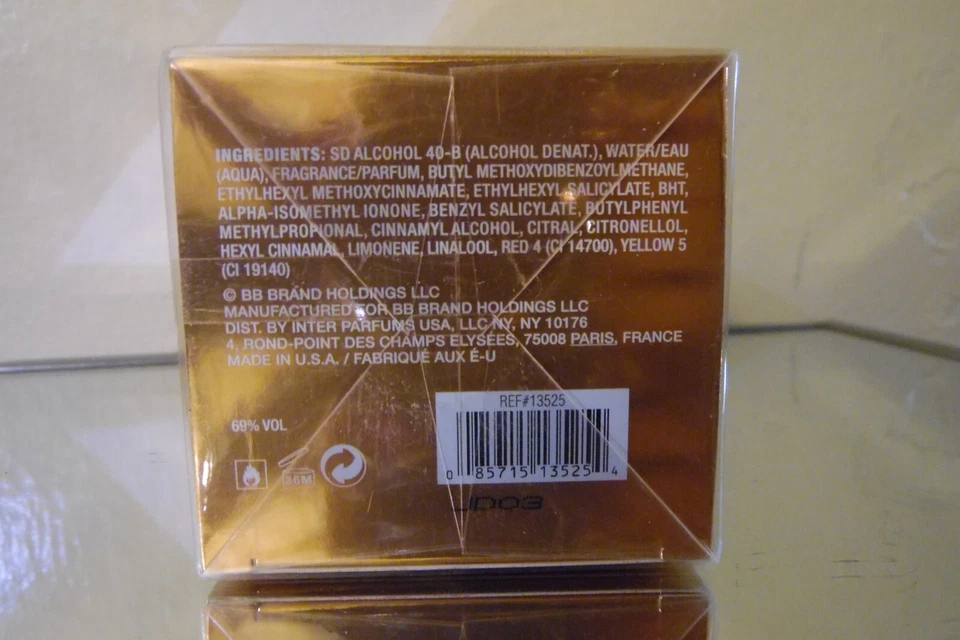 INGREDIENTS: SD ALCOHOL 40-B (ALCOHOL DENAT.), WATER/EAU
(AQUA), FRAGRANCE/PARFUM, BUTYL METHOXYDIBENZOYLMETHANE,
ETHYLHEXYL METHOXYCINNAMATE, ETHYLHEXYL SALICYLATE, BHT,
ALPHA-ISOMETHYL IONONE, BENZYL SALICYLATE, BUTYLPHENYL
METHYLPROPIONAL, CINNAMYL ALCOHOL, CITRAL, CITRONELLOL,
HEXYL CINNAMAL, LIMONENE, LINALOOL, RED 4 (CI 14700), YELLOW 5
(CI 19140)
© BB BRAND HOLDINGS LLC
MANUFACTURED FOR BB BRAND HOLDINGS LLC
DIST. BY INTER PARFUMS USA, LLC NY, NY 10176
4, ROND-POINT DES CHAMPS ELYSÉES, 75008 PARIS, FRANCE
MADE IN U.S.A. / FABRIQUÉ AUX É-U
REF#13525
69% VOL
0 85715 13525 4
36M
JD03